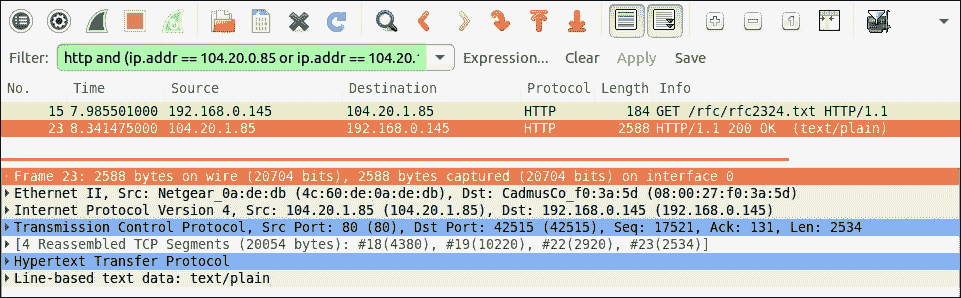 Filter: http and (ip.addr == 104.20.0.85 or ip.addr == 104.20. Expression... Clear Apply Save
No. Time Source Destination Protocol Length Info
15 7.985501000 192.168.0.145 104.20.1.85 HTTP 184 GET /rfc/rfc2324.txt HTTP/1.1
23 8.341475000 104.20.1.85 192.168.0.145 HTTP 2588 HTTP/1.1 200 OK (text/plain)
Frame 23: 2588 bytes on wire (20704 bits), 2588 bytes captured (20704 bits) on interface 0
Ethernet II, Src: Netgear_0a:de:db (4c:60:de:0a:de:db), Dst: CadmusCo_f0:3a:5d (08:00:27:f0:3a:5d)
Internet Protocol Version 4, Src: 104.20.1.85 (104.20.1.85), Dst: 192.168.0.145 (192.168.0.145)
Transmission Control Protocol, Src Port: 80 (80), Dst Port: 42515 (42515), Seq: 17521, Ack: 131, Len: 2534
[4 Reassembled TCP Segments (20054 bytes): #18(4380), #19(10220), #22(2920), #23(2534)]
Hypertext Transfer Protocol
Line-based text data: text/plain